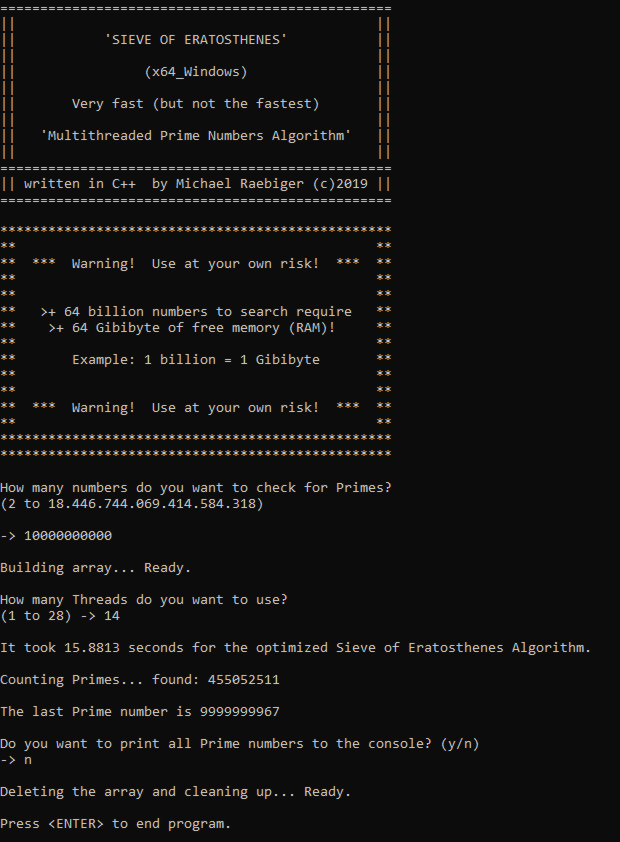 =================================================
||                                             ||
||           'SIEVE OF ERATOSTHENES'           ||
||                                             ||
||                (x64_Windows)                ||
||                                             ||
||       Very fast (but not the fastest)       ||
||                                             ||
||   'Multithreaded Prime Numbers Algorithm'   ||
||                                             ||
=================================================
|| written in C++  by Michael Raebiger (c)2019 ||
=================================================

*************************************************
**                                             **
**  ***  Warning!  Use at your own risk!  ***  **
**                                             **
**                                             **
**   >+ 64 billion numbers to search require   **
**    >+ 64 Gibibyte of free memory (RAM)!     **
**                                             **
**       Example: 1 billion = 1 Gibibyte       **
**                                             **
**                                             **
**  ***  Warning!  Use at your own risk!  ***  **
**                                             **
*************************************************
*************************************************

How many numbers do you want to check for Primes?
(2 to 18.446.744.069.414.584.318)

-> 10000000000

Building array... Ready.

How many Threads do you want to use?
(1 to 28) -> 14

It took 15.8813 seconds for the optimized Sieve of Eratosthenes Algorithm.

Counting Primes... found: 455052511

The last Prime number is 9999999967

Do you want to print all Prime numbers to the console? (y/n)
-> n

Deleting the array and cleaning up... Ready.

Press <ENTER> to end program.